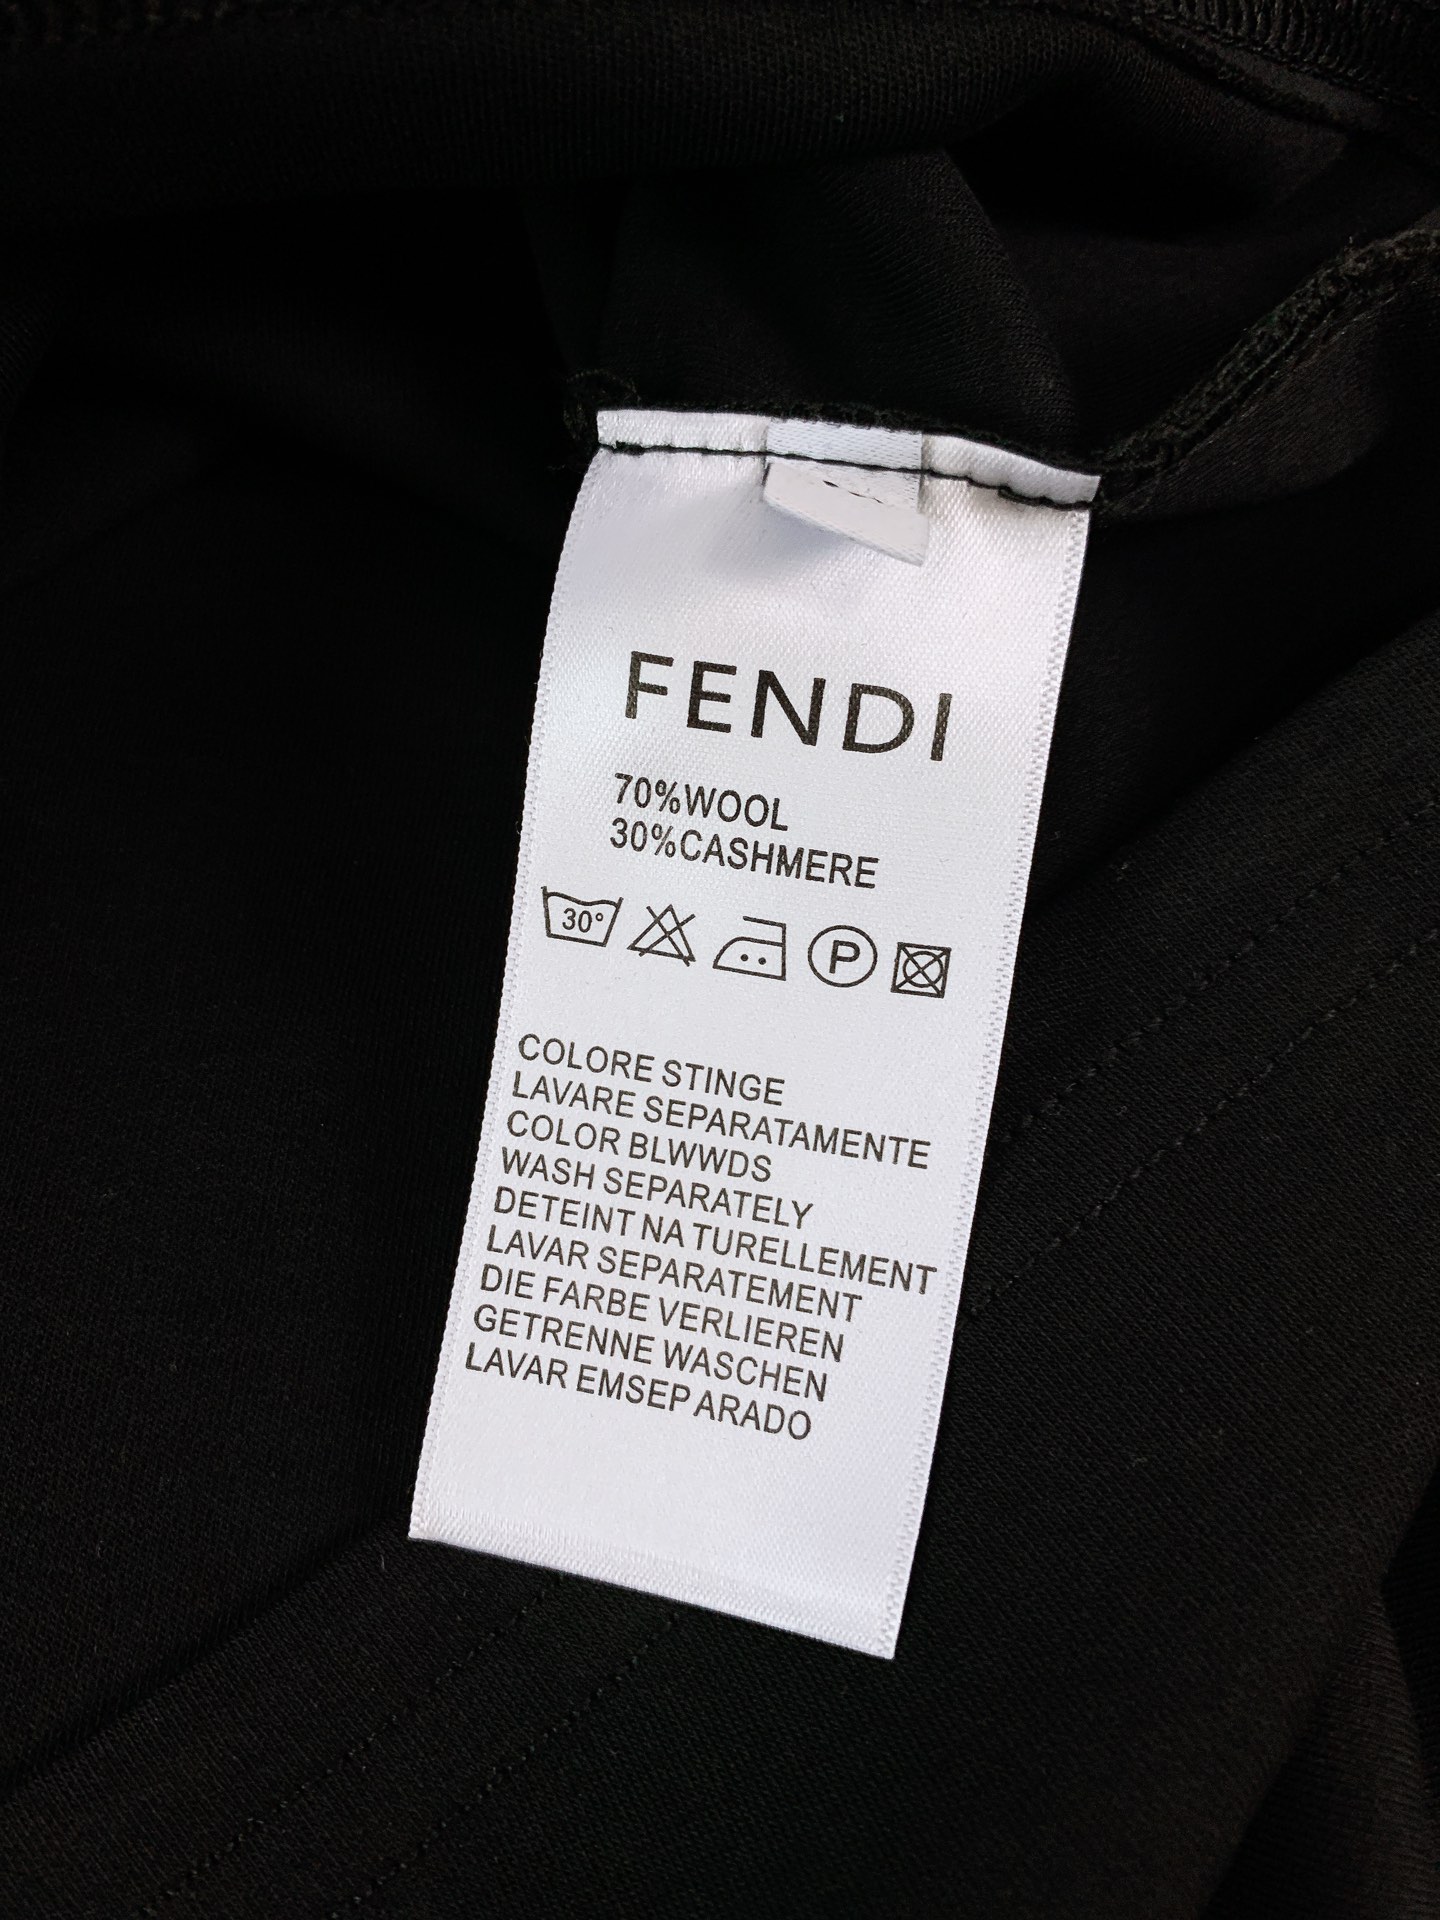 FENDI
70%WOOL
30%CASHMERE
30° P
COLORE STINGE
LAVARE SEPARATAMENTE
COLOR BLWWDS
WASH SEPARATELY
DETEINT NA TURELLEMENT
LAVAR SEPARATEMENT
DIE FARBE VERLIEREN
GETRENNE WASCHEN
LAVAR EMSEP ARADO